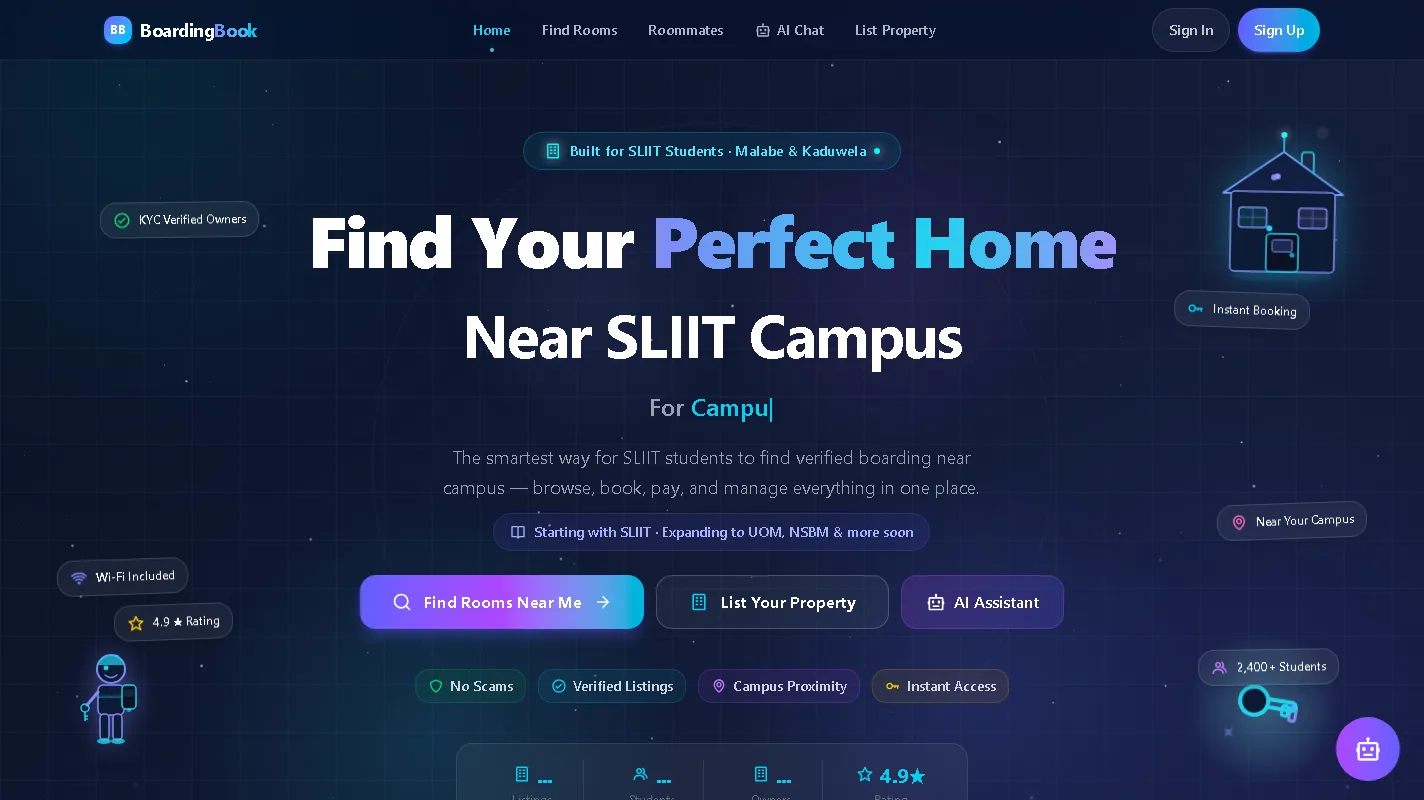 BB BoardingBook
Home
Find Rooms
Roommates
AI Chat
List Property
Sign In
Sign Up
Built for SLIIT Students · Malabe & Kaduwela
KYC Verified Owners
Find Your Perfect Home
Instant Booking
Near SLIIT Campus
For Campu|
The smartest way for SLIIT students to find verified boarding near
campus — browse, book, pay, and manage everything in one place.
Near Your Campus
Starting with SLIIT · Expanding to UOM, NSBM & more soon
Wi-Fi Included
Find Rooms Near Me →
List Your Property
AI Assistant
4.9 ★ Rating
2,400+ Students
No Scams
Verified Listings
Campus Proximity
Instant Access
...
...
...
4.9★
Listings
Students
Owners
Rating